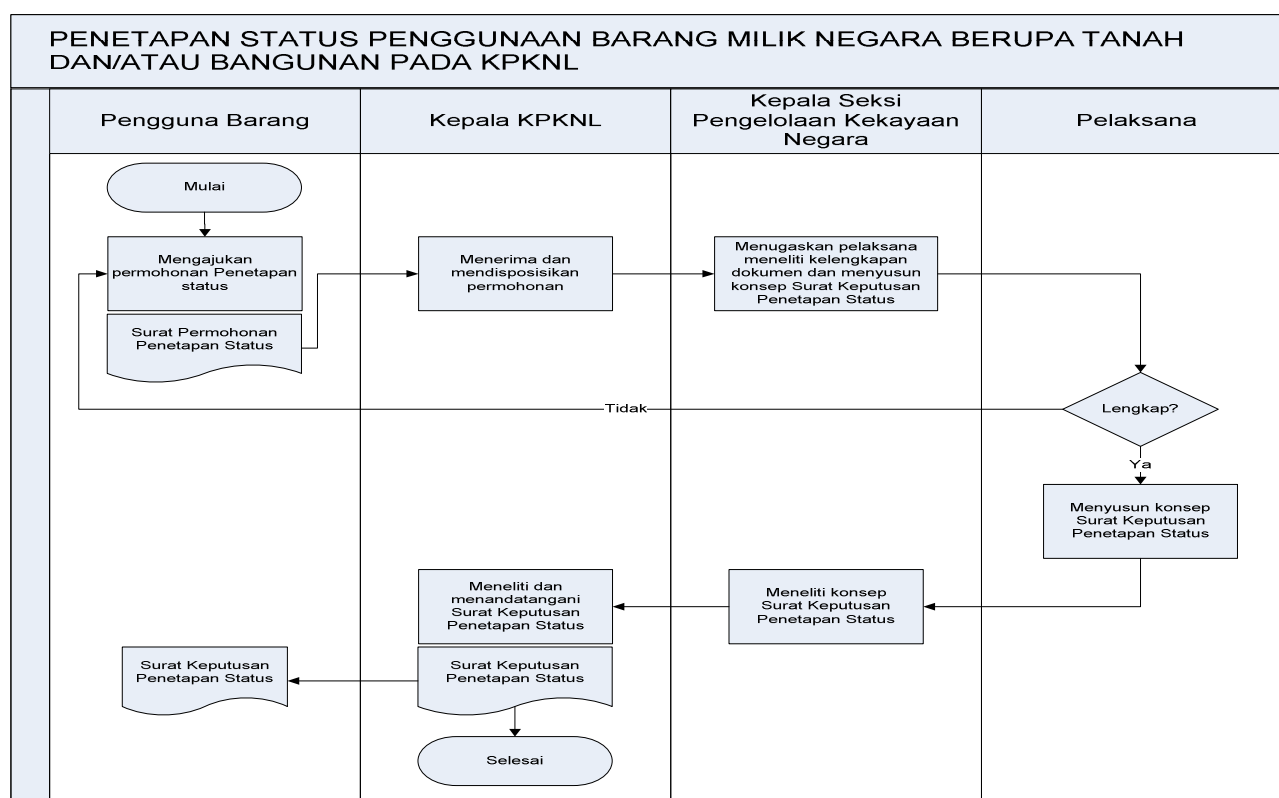 PENETAPAN STATUS PENGGUNAAN BARANG MILIK NEGARA BERUPA TANAH
DAN/ATAU BANGUNAN PADA KPKNL
Pengguna Barang
Kepala KPKNL
Kepala Seksi
Pengelolaan Kekayaan
Negara
Pelaksana
Mulai
Mengajukan
permohonan Penetapan
status
Surat Permohonan
Penetapan Status
Menerima dan
mendisposisikan
permohonan
Menugaskan pelaksana
meneliti kelengkapan
dokumen dan menyusun
konsep Surat Keputusan
Penetapan Status
Lengkap?
Tidak
Ya
Menyusun konsep
Surat Keputusan
Penetapan Status
Meneliti konsep
Surat Keputusan
Penetapan Status
Meneliti dan
menandatangani
Surat Keputusan
Penetapan Status
Surat Keputusan
Penetapan Status
Surat Keputusan
Penetapan Status
Selesai